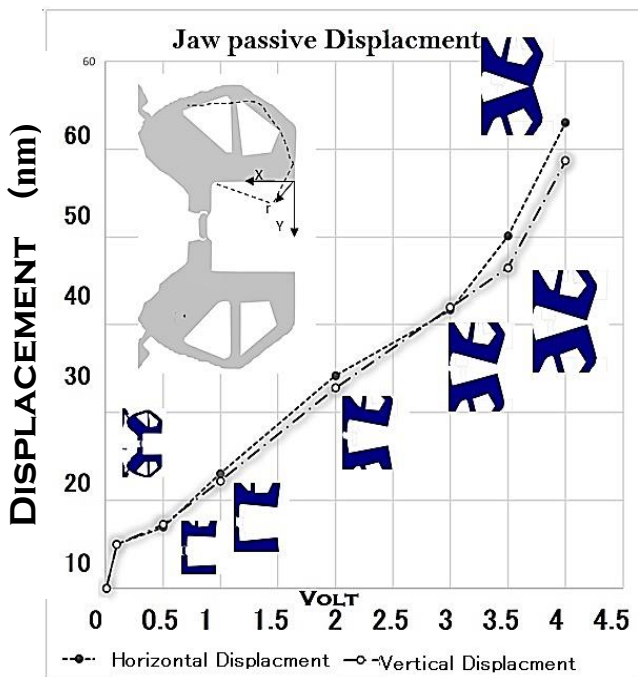 Jaw passive Displacment
60
60
50
40
30
20
10
DISPLACEMENT (nm)
X
r
Y
VOLT
0 0.5 1 1.5 2 2.5 3 3.5 4 4.5
Horizontal Displacment
Vertical Displacment